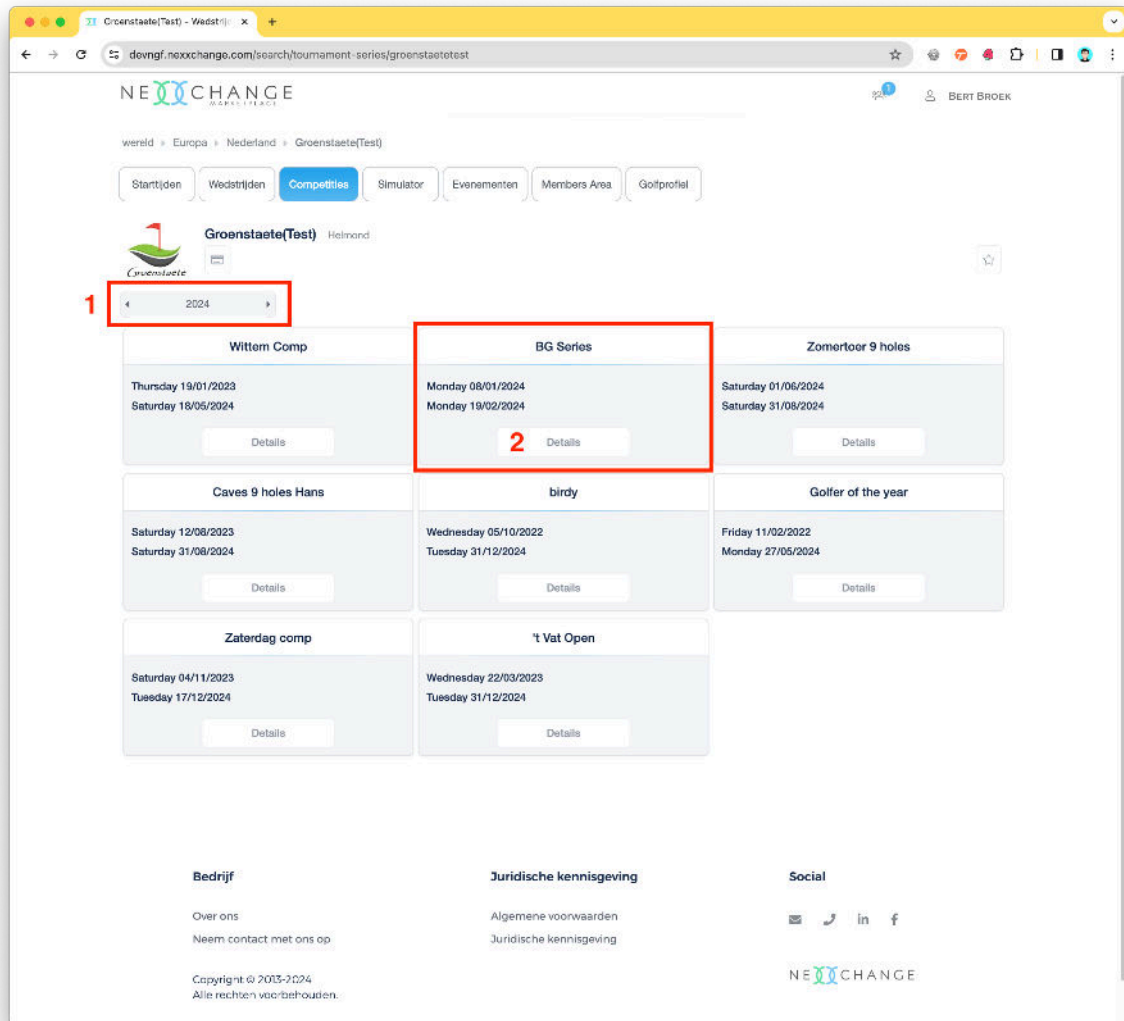 Groenstaete(Test) - Wedstrij
devngf.nexxchange.com/search/tournament-series/groenstaetetest
NEXXCHANGE
MARKETPLACE
1
BERT BROEK
wereld Europa Nederland Groenstaete(Test)
Starttijden Wedstrijden Competities Simulator Evenementen Members Area Golfprofiel
Groenstaete(Test) Helmond
Groenstaete
1 2024
Wittem Comp BG Series Zomertoer 9 holes
Thursday 19/01/2023 Monday 08/01/2024 Saturday 01/06/2024
Saturday 18/05/2024 Monday 19/02/2024 Saturday 31/08/2024
Details 2 Details Details
Caves 9 holes Hans birdy Golfer of the year
Saturday 12/08/2023 Wednesday 05/10/2022 Friday 11/02/2022
Saturday 31/08/2024 Tuesday 31/12/2024 Monday 27/05/2024
Details Details Details
Zaterdag comp 't Vat Open
Saturday 04/11/2023 Wednesday 22/03/2023
Tuesday 17/12/2024 Tuesday 31/12/2024
Details Details
Bedrijf Juridische kennisgeving Social
Over ons Algemene voorwaarden
Neem contact met ons op Juridische kennisgeving
Copyright © 2013-2024
Alle rechten voorbehouden.
NEXXCHANGE